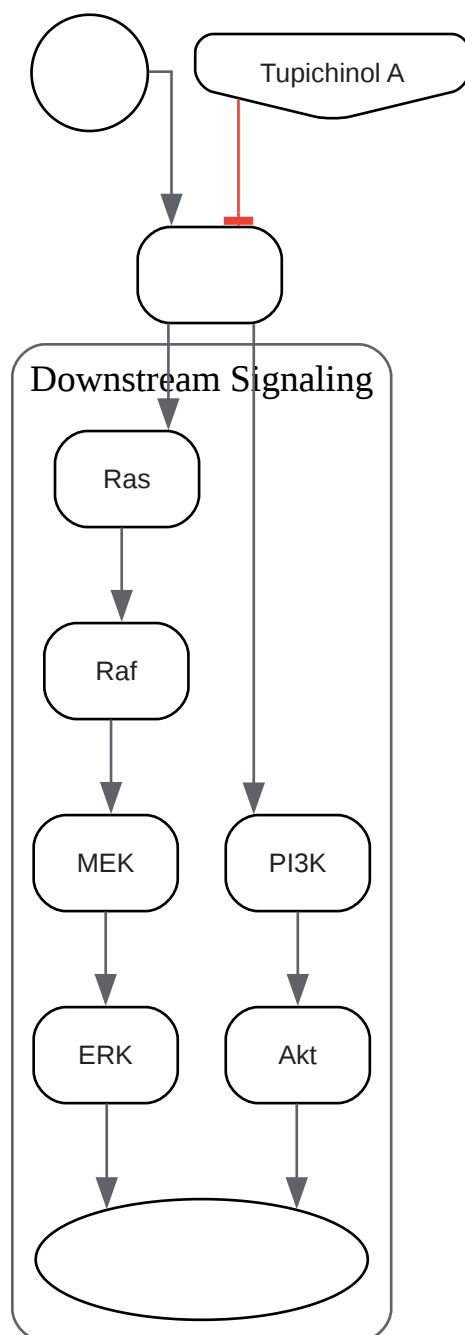 Tupichinol A
Downstream Signaling
Ras
Raf
MEK
PI3K
ERK
Akt